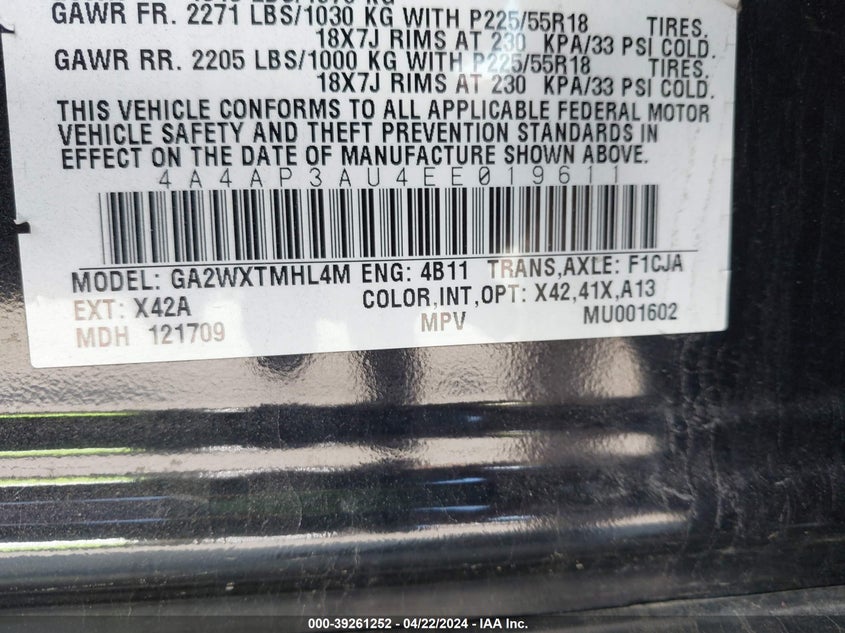 GAWR FR. 2271 LBS/1030 KG WITH P225/55R18 TIRES.
18X7J RIMS AT 230 KPA/33 PSI COLD.
GAWR RR. 2205 LBS/1000 KG WITH P225/55R18 TIRES.
18X7J RIMS AT 230 KPA/33 PSI COLD.
THIS VEHICLE CONFORMS TO ALL APPLICABLE FEDERAL MOTOR
VEHICLE SAFETY AND THEFT PREVENTION STANDARDS IN
EFFECT ON THE DATE OF MANUFACTURE SHOWN ABOVE.
4A4AP3AU4EE019611
MODEL: GA2WXTMHL4M ENG: 4B11 TRANS,AXLE: F1CJA
EXT: X42A COLOR,INT,OPT: X42,41X,A13
MDH 121709 MPV MU001602
000-39261252 - 04/22/2024 - IAA Inc.